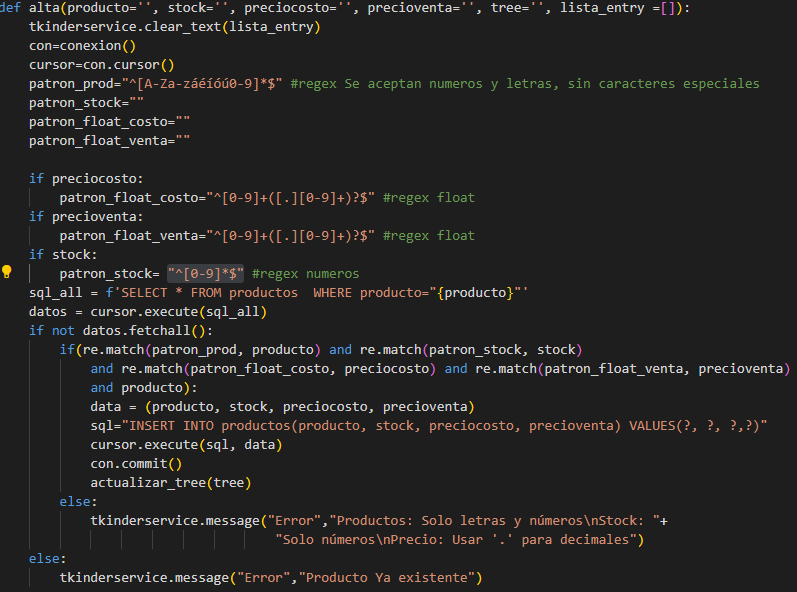 def alta(producto='', stock='', preciocosto='', precioventa='', tree='', lista_entry =[]):
    tkinderservice.clear_text(lista_entry)
    con=conexion()
    cursor=con.cursor()
    patron_prod="^[A-Za-záéíóú0-9]*$" #regex Se aceptan numeros y letras, sin caracteres especiales
    patron_stock=""
    patron_float_costo=""
    patron_float_venta=""

    if preciocosto:
        patron_float_costo="^[0-9]+([.][0-9]+)?$" #regex float
    if precioventa:
        patron_float_venta="^[0-9]+([.][0-9]+)?$" #regex float
    if stock:
        patron_stock= "^[0-9]*$" #regex numeros
    sql_all = f'SELECT * FROM productos  WHERE producto="{producto}"'
    datos = cursor.execute(sql_all)
    if not datos.fetchall():
        if(re.match(patron_prod, producto) and re.match(patron_stock, stock)
            and re.match(patron_float_costo, preciocosto) and re.match(patron_float_venta, precioventa)
            and producto):
            data = (producto, stock, preciocosto, precioventa)
            sql="INSERT INTO productos(producto, stock, preciocosto, precioventa) VALUES(?, ?, ?,?)"
            cursor.execute(sql, data)
            con.commit()
            actualizar_tree(tree)
        else:
            tkinderservice.message("Error","Productos: Solo letras y números\nStock: "+
                                    "Solo números\nPrecio: Usar '.' para decimales")
    else:
        tkinderservice.message("Error","Producto Ya existente")